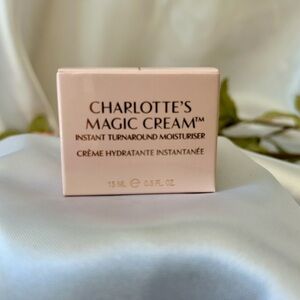 CHARLOTTE'S
MAGIC CREAM™
INSTANT TURNAROUND MOISTURISER
CRÈME HYDRATANTE INSTANTANÉE
15 ML ℮ 0.5 FL. OZ.